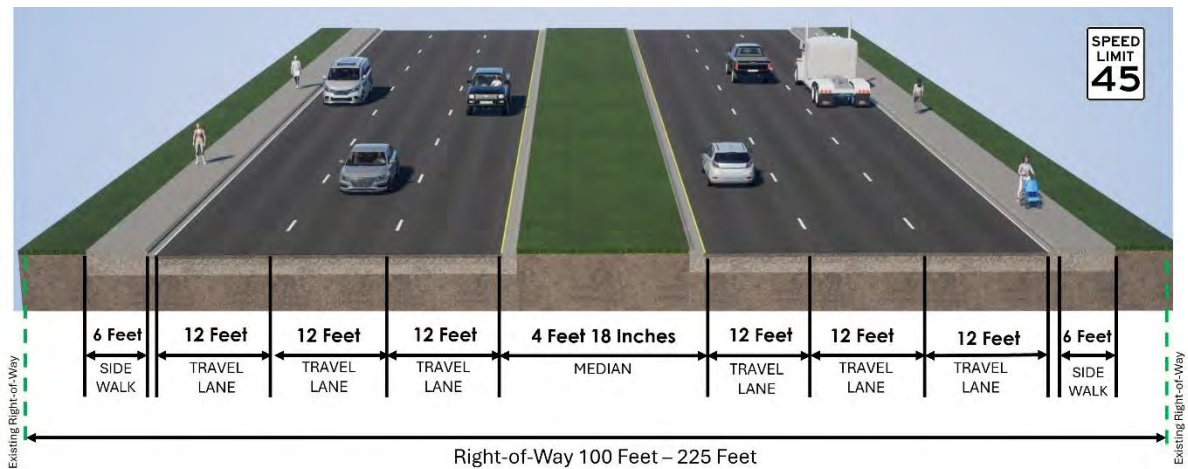 SPEED
LIMIT
45
6 Feet
12 Feet
12 Feet
12 Feet
4 Feet 18 Inches
12 Feet
12 Feet
12 Feet
6 Feet
SIDE
WALK
TRAVEL
LANE
TRAVEL
LANE
TRAVEL
LANE
MEDIAN
TRAVEL
LANE
TRAVEL
LANE
TRAVEL
LANE
SIDE
WALK
Existing Right-of-Way
Existing Right-of-Way
Right-of-Way 100 Feet – 225 Feet